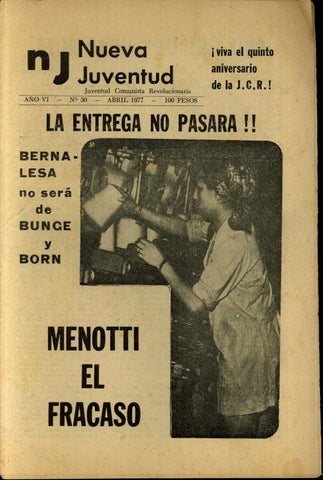 nj Nueva
Juventud
Juventud Comunista Revolucionaria
¡viva el quinto
aniversario
de la J.C.R.!
AÑO VI - Nº 30 - ABRIL 1977 - 100 PESOS
LA ENTREGA NO PASARA !!
BERNA-
LESA
no será
de
BUNGE
y
BORN
MENOTTI
EL
FRACASO